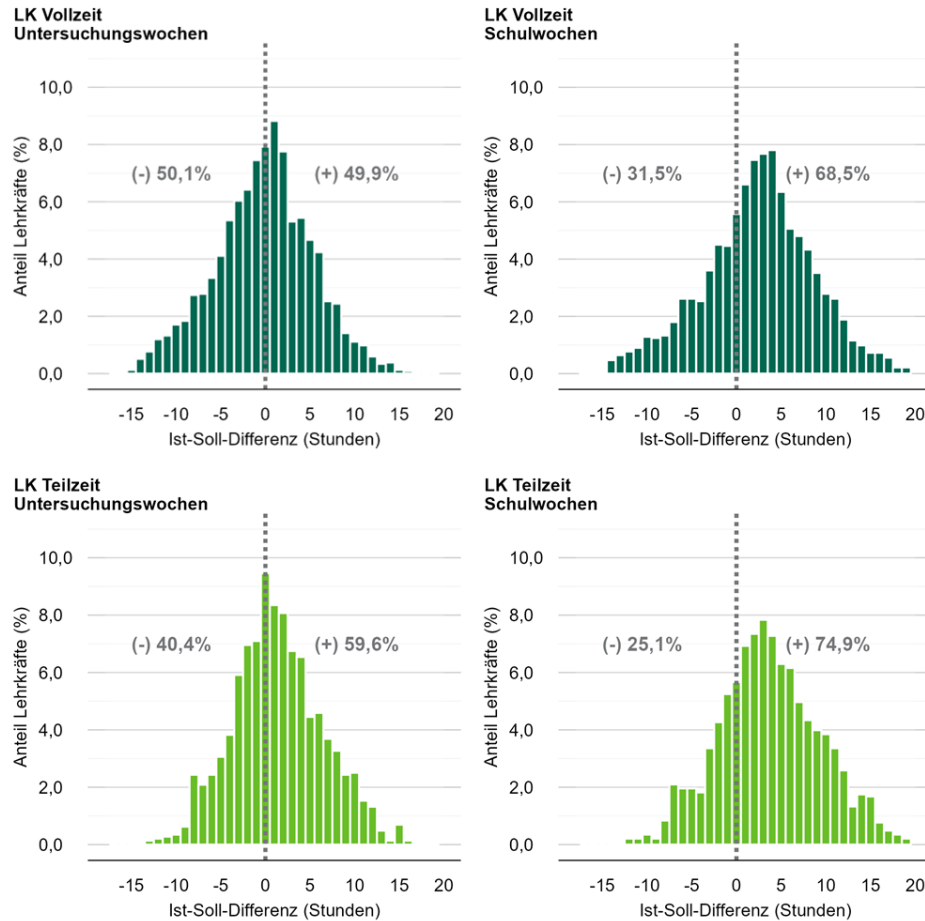 LK Vollzeit
Untersuchungswochen
Anteil Lehrkräfte (%)
10,0
8,0
6,0
4,0
2,0
0,0
(-) 50,1%
(+) 49,9%
-15 -10 -5 0 5 10 15 20
Ist-Soll-Differenz (Stunden)
LK Vollzeit
Schulwochen
Anteil Lehrkräfte (%)
10,0
8,0
6,0
4,0
2,0
0,0
(-) 31,5%
(+) 68,5%
-15 -10 -5 0 5 10 15 20
Ist-Soll-Differenz (Stunden)
LK Teilzeit
Untersuchungswochen
Anteil Lehrkräfte (%)
10,0
8,0
6,0
4,0
2,0
0,0
(-) 40,4%
(+) 59,6%
-15 -10 -5 0 5 10 15 20
Ist-Soll-Differenz (Stunden)
LK Teilzeit
Schulwochen
Anteil Lehrkräfte (%)
10,0
8,0
6,0
4,0
2,0
0,0
(-) 25,1%
(+) 74,9%
-15 -10 -5 0 5 10 15 20
Ist-Soll-Differenz (Stunden)